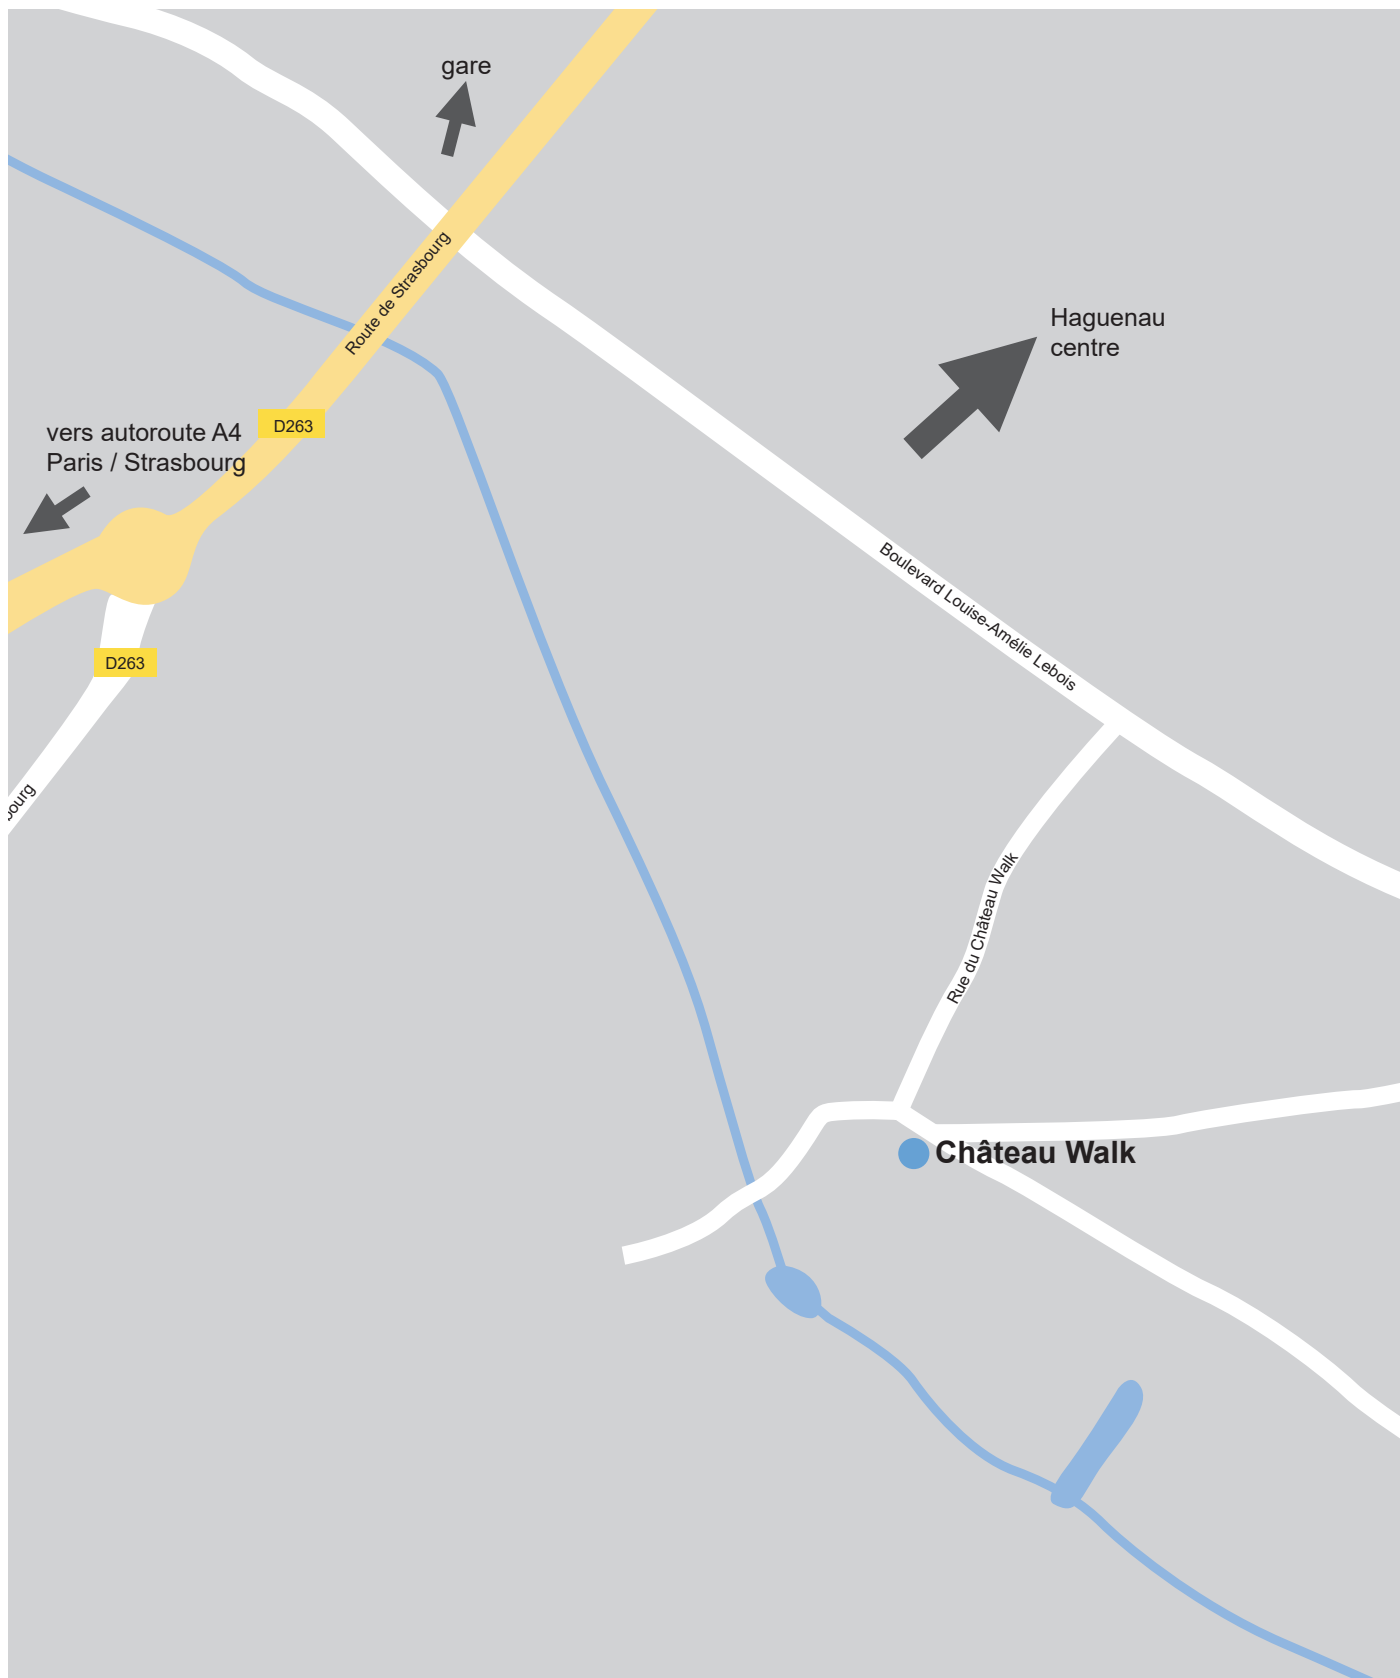 gare
Route de Strasbourg
Haguenau
centre
D263
vers autoroute A4
Paris / Strasbourg
Boulevard Louise-Amélie Lebois
D263
bourg
Rue du Château Walk
Château Walk